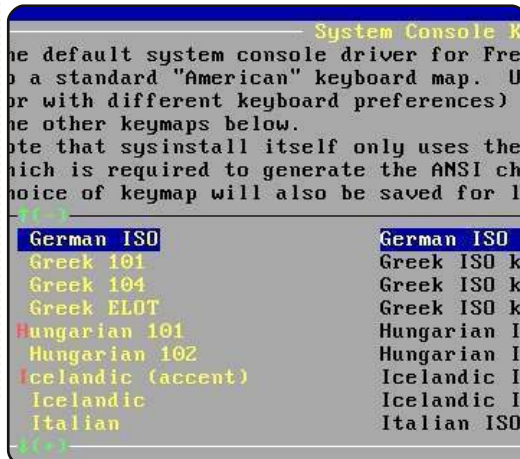 System Console K
he default system console driver for Fre
o a standard "American" keyboard map. U
or with different keyboard preferences)
he other keymaps below.
ote that sysinstall itself only uses the
hich is required to generate the ANSI ch
hoice of keymap will also be saved for l
↑(-)
German ISO German ISO
Greek 101 Greek ISO k
Greek 104 Greek ISO k
Greek ELOT Greek ISO k
Hungarian 101 Hungarian I
Hungarian 102 Hungarian I
Icelandic (accent) Icelandic I
Icelandic Icelandic I
Italian Italian ISO
↓(+)